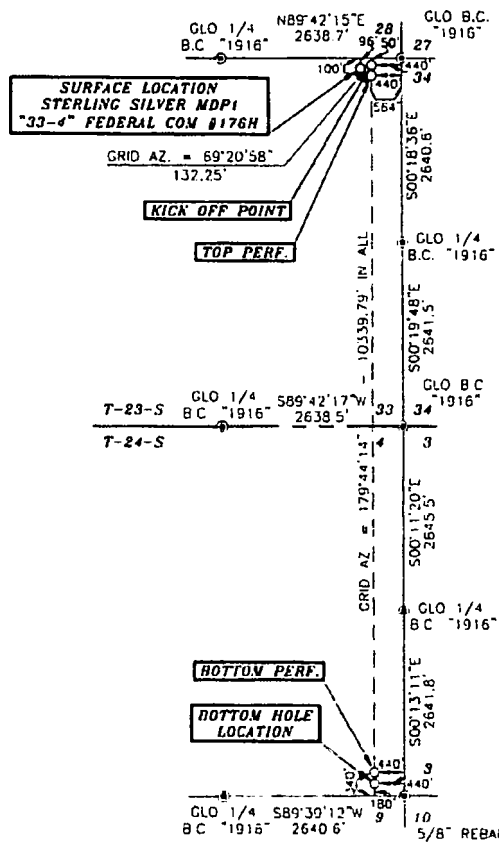 GLO 1/4
B.C "1916"
N89°42'15"E
2638.7'
28
GLO B.C.
"1916"
27
96'
50'
100'
440'
34
440'
564'
SURFACE LOCATION
STERLING SILVER MDP1
"33-4" FEDERAL COM #176H
GRID AZ. = 69°20'58"
132.25'
KICK OFF POINT
TOP PERF.
S00°18'36"E
2640.6'
GLO 1/4
B.C. "1916"
S00°19'48"E
2641.5'
GRID AZ = 179°44'14" - 10339.79' IN ALL
GLO 1/4
B C "1916"
S89°42'17"W
2638.5'
GLO B C
"1916"
T-23-S
T-24-S
33
34
4
3
S00°11'20"E
2645.5'
GLO 1/4
B C "1916"
S00°13'11"E
2641.8'
BOTTOM PERF.
BOTTOM HOLE
LOCATION
440'
3
340'
440'
180'
GLO 1/4
B C "1916"
S89°39'12"W
2640.6'
9
10
5/8" REBAR